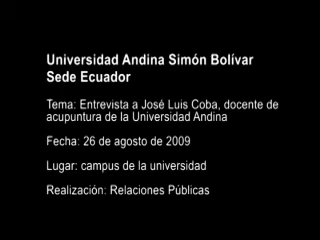 Universidad Andina Simón Bolívar
Sede Ecuador
Tema: Entrevista a José Luis Coba, docente de
acupuntura de la Universidad Andina
Fecha: 26 de agosto de 2009
Lugar: campus de la universidad
Realización: Relaciones Públicas